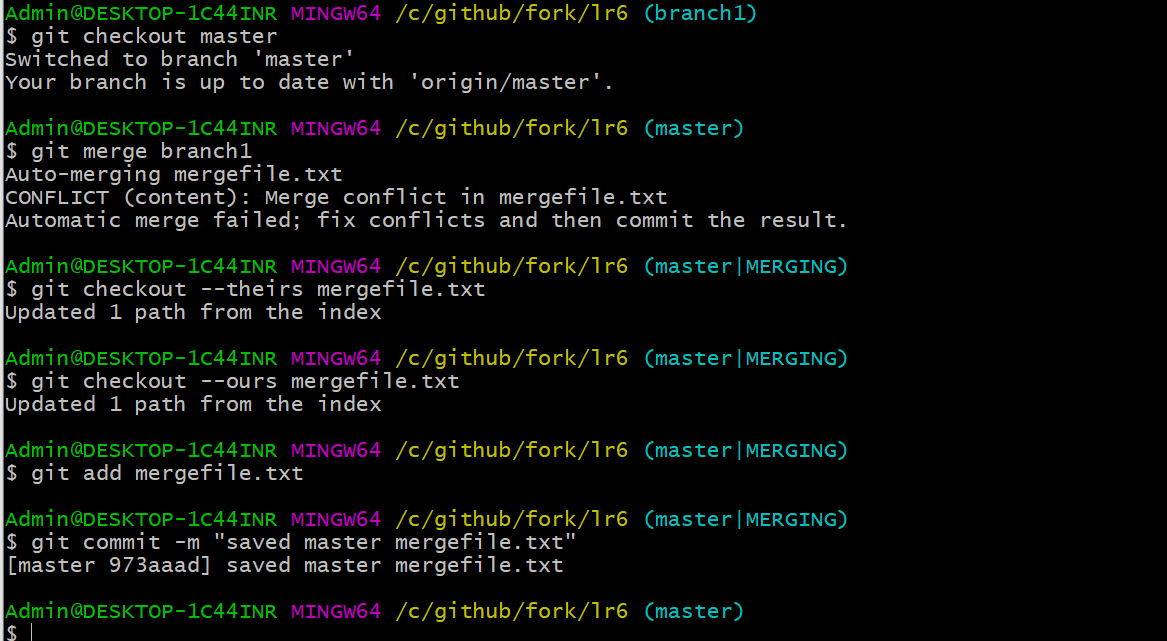 Admin@DESKTOP-1C44INR MINGW64 /c/github/fork/lr6 (branch1)
$ git checkout master
Switched to branch 'master'
Your branch is up to date with 'origin/master'.
Admin@DESKTOP-1C44INR MINGW64 /c/github/fork/lr6 (master)
$ git merge branch1
Auto-merging mergefile.txt
CONFLICT (content): Merge conflict in mergefile.txt
Automatic merge failed; fix conflicts and then commit the result.
Admin@DESKTOP-1C44INR MINGW64 /c/github/fork/lr6 (master|MERGING)
$ git checkout --theirs mergefile.txt
Updated 1 path from the index
Admin@DESKTOP-1C44INR MINGW64 /c/github/fork/lr6 (master|MERGING)
$ git checkout --ours mergefile.txt
Updated 1 path from the index
Admin@DESKTOP-1C44INR MINGW64 /c/github/fork/lr6 (master|MERGING)
$ git add mergefile.txt
Admin@DESKTOP-1C44INR MINGW64 /c/github/fork/lr6 (master|MERGING)
$ git commit -m "saved master mergefile.txt"
[master 973aaad] saved master mergefile.txt
Admin@DESKTOP-1C44INR MINGW64 /c/github/fork/lr6 (master)
$